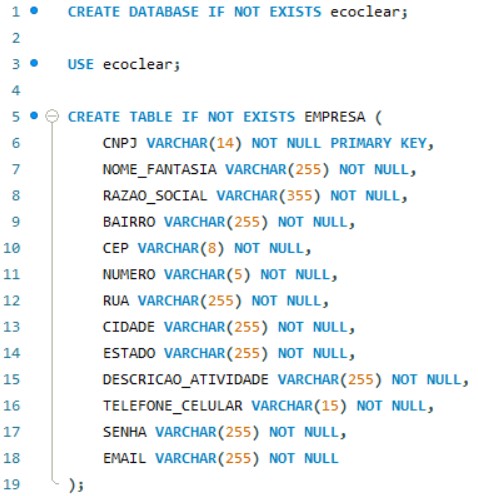 1 CREATE DATABASE IF NOT EXISTS ecoclear;
2
3 USE ecoclear;
4
5 CREATE TABLE IF NOT EXISTS EMPRESA (
6 CNPJ VARCHAR(14) NOT NULL PRIMARY KEY,
7 NOME_FANTASIA VARCHAR(255) NOT NULL,
8 RAZAO_SOCIAL VARCHAR(355) NOT NULL,
9 BAIRRO VARCHAR(255) NOT NULL,
10 CEP VARCHAR(8) NOT NULL,
11 NUMERO VARCHAR(5) NOT NULL,
12 RUA VARCHAR(255) NOT NULL,
13 CIDADE VARCHAR(255) NOT NULL,
14 ESTADO VARCHAR(255) NOT NULL,
15 DESCRICAO_ATIVIDADE VARCHAR(255) NOT NULL,
16 TELEFONE_CELULAR VARCHAR(15) NOT NULL,
17 SENHA VARCHAR(255) NOT NULL,
18 EMAIL VARCHAR(255) NOT NULL
19 );